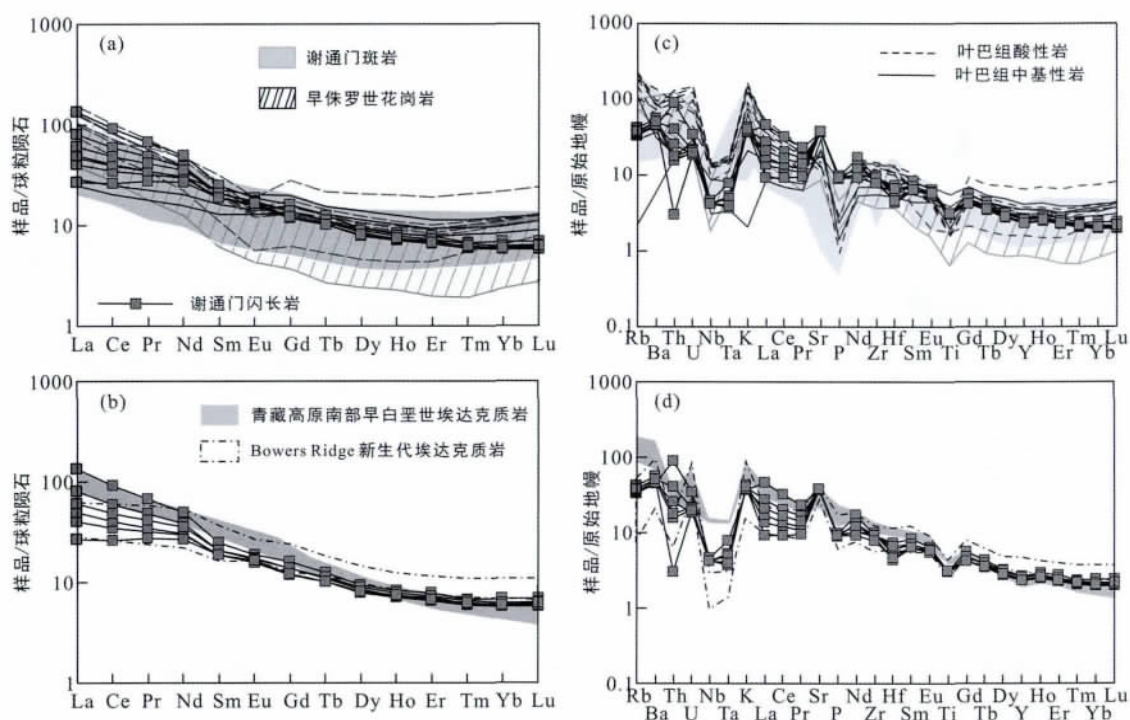 1000
(a)
谢通门斑岩
早侏罗世花岗岩
100
样品/球粒陨石
10
谢通门闪长岩
1
La Ce Pr Nd Sm Eu Gd Tb Dy Ho Er Tm Yb Lu
1000
(c)
叶巴组酸性岩
叶巴组中基性岩
100
样品/原始地幔
10
1
0.1
Rb Th Nb K Ce Sr Nd Hf Eu Gd Dy Ho Tm Lu
Ba U Ta La Pr P Zr Sm Ti Tb Y Er Yb
1000
(b)
青藏高原南部早白垩世埃达克质岩
Bowers Ridge 新生代埃达克质岩
100
样品/球粒陨石
10
1
La Ce Pr Nd Sm Eu Gd Tb Dy Ho Er Tm Yb Lu
1000
(d)
100
样品/原始地幔
10
1
0.1
Rb Th Nb K Ce Sr Nd Hf Eu Gd Dy Ho Tm Lu
Ba U Ta La Pr P Zr Sm Ti Tb Y Er Yb